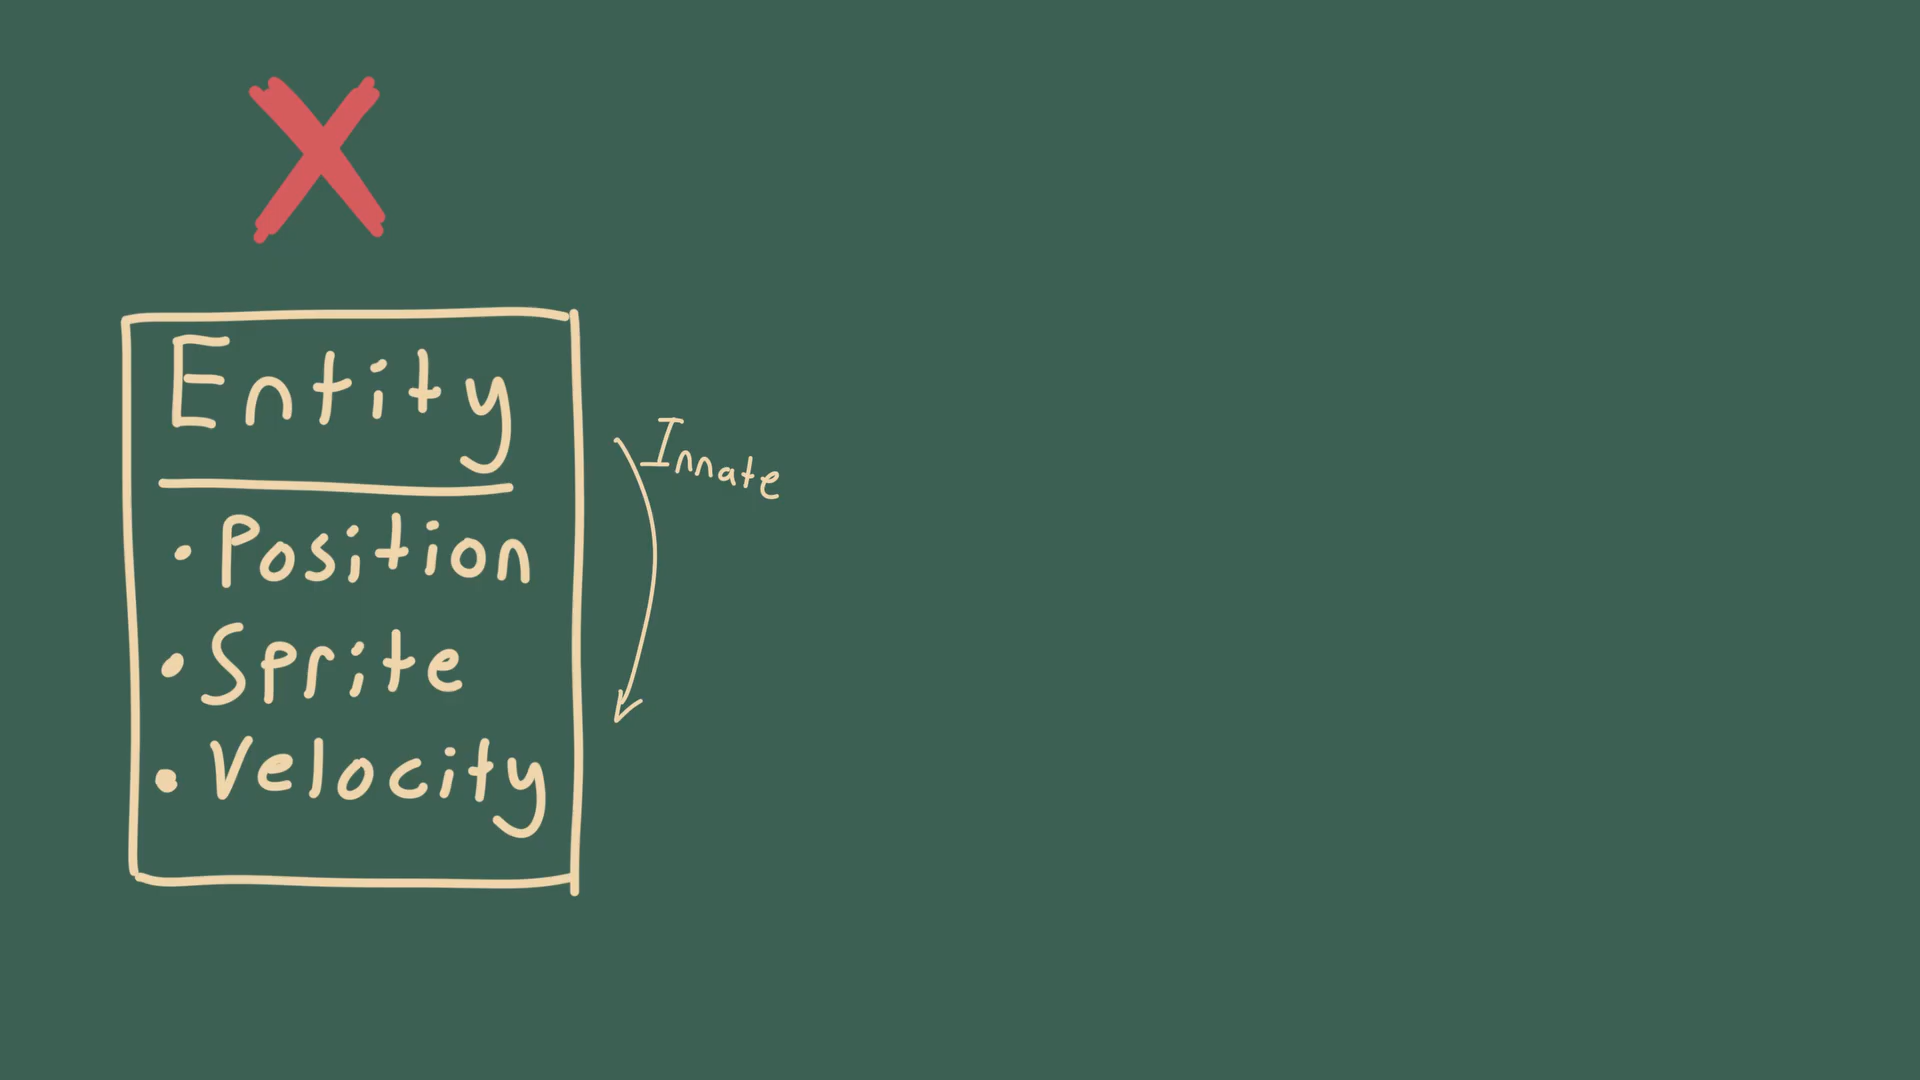 Entity
• Position
• Sprite
• Velocity
Innate